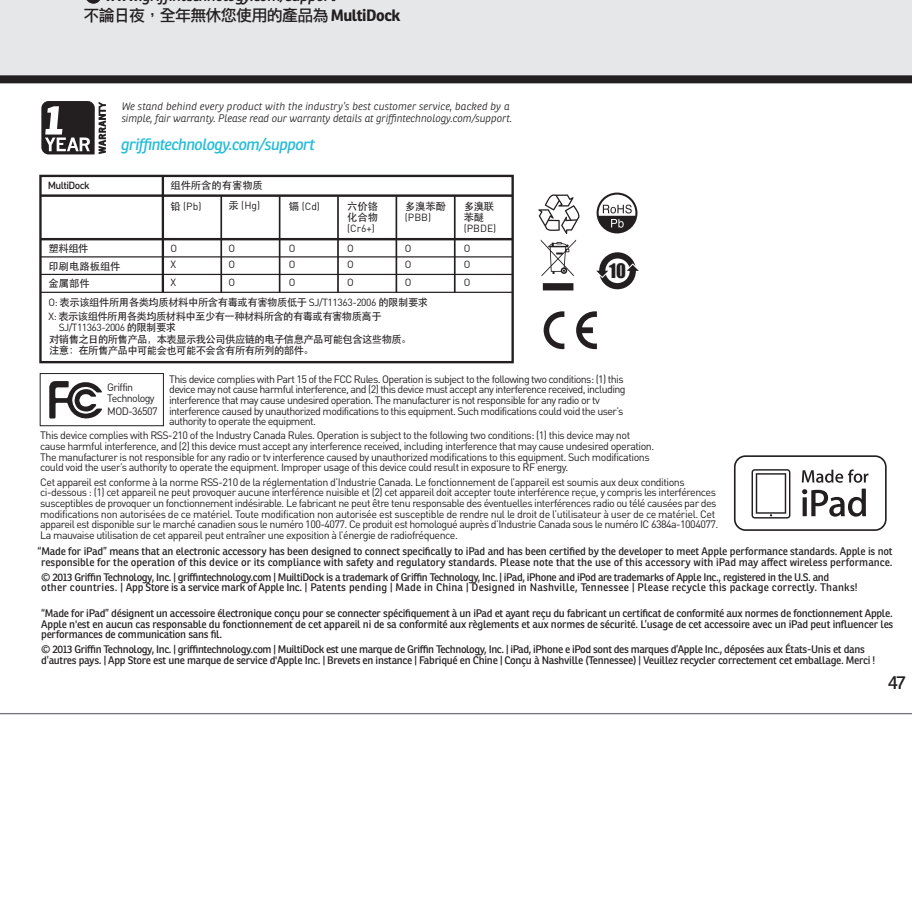 www.griffintechnology.com/support
不論日夜，全年無休您使用的產品為 MultiDock
1 YEAR WARRANTY
We stand behind every product with the industry's best customer service, backed by a
simple, fair warranty. Please read our warranty details at griffintechnology.com/support.
griffintechnology.com/support
MultiDock 组件所含的有害物质
铅 (Pb) 汞 (Hg) 镉 (Cd) 六价铬化合物 (Cr6+) 多溴苯酚 (PBB) 多溴联苯醚 (PBDE)
塑料组件 O O O O O O
印刷电路板组件 X O O O O O
金属部件 X O O O O O
O: 表示该组件所用各类均质材料中所含有毒或有害物质低于 SJ/T11363-2006 的限制要求
X: 表示该组件所用各类均质材料中至少有一种材料所含的有毒或有害物质高于
SJ/T11363-2006 的限制要求
对销售之日的所售产品，本表显示我公司供应链的电子信息产品可能包含这些物质。
注意：在所售产品中可能会也可能不会含有所有所列的部件。
RoHS
Pb
10
CE
FC
Griffin
Technology
MOD-36507
This device complies with Part 15 of the FCC Rules. Operation is subject to the following two conditions: (1) this
device may not cause harmful interference, and (2) this device must accept any interference received, including
interference that may cause undesired operation. The manufacturer is not responsible for any radio or tv
interference caused by unauthorized modifications to this equipment. Such modifications could void the user's
authority to operate the equipment.
This device complies with RSS-210 of the Industry Canada Rules. Operation is subject to the following two conditions: (1) this device may not
cause harmful interference, and (2) this device must accept any interference received, including interference that may cause undesired operation.
The manufacturer is not responsible for any radio or tv interference caused by unauthorized modifications to this equipment. Such modifications
could void the user's authority to operate the equipment. Improper usage of this device could result in exposure to RF energy.
Cet appareil est conforme à la norme RSS-210 de la réglementation d'Industrie Canada. Le fonctionnement de l'appareil est soumis aux deux conditions
ci-dessous : (1) cet appareil ne peut provoquer aucune interférence nuisible et (2) cet appareil doit accepter toute interférence reçue, y compris les interférences
susceptibles de provoquer un fonctionnement indésirable. Le fabricant ne peut être tenu responsable des éventuelles interférences radio ou télé causées par des
modifications non autorisées de ce matériel. Toute modification non autorisée est susceptible de rendre nul le droit de l'utilisateur à user de ce matériel. Cet
appareil est disponible sur le marché canadien sous le numéro 100-4077. Ce produit est homologué auprès d'Industrie Canada sous le numéro IC 6384a-1004077.
La mauvaise utilisation de cet appareil peut entraîner une exposition à l'énergie de radiofréquence.
Made for
iPad
"Made for iPad" means that an electronic accessory has been designed to connect specifically to iPad and has been certified by the developer to meet Apple performance standards. Apple is not
responsible for the operation of this device or its compliance with safety and regulatory standards. Please note that the use of this accessory with iPad may affect wireless performance.
© 2013 Griffin Technology, Inc. | griffintechnology.com | MuiltiDock is a trademark of Griffin Technology, Inc. | iPad, iPhone and iPod are trademarks of Apple Inc., registered in the U.S. and
other countries. | App Store is a service mark of Apple Inc. | Patents pending | Made in China | Designed in Nashville, Tennessee | Please recycle this package correctly. Thanks!
"Made for iPad" désignent un accessoire électronique conçu pour se connecter spécifiquement à un iPad et ayant reçu du fabricant un certificat de conformité aux normes de fonctionnement Apple.
Apple n'est en aucun cas responsable du fonctionnement de cet appareil ni de sa conformité aux règlements et aux normes de sécurité. L'usage de cet accessoire avec un iPad peut influencer les
performances de communication sans fil.
© 2013 Griffin Technology, Inc. | griffintechnology.com | MuiltiDock est une marque de Griffin Technology, Inc. | iPad, iPhone e iPod sont des marques d'Apple Inc., déposées aux États-Unis et dans
d'autres pays. | App Store est une marque de service d'Apple Inc. | Brevets en instance | Fabriqué en Chine | Conçu à Nashville (Tennessee) | Veuillez recycler correctement cet emballage. Merci !
47